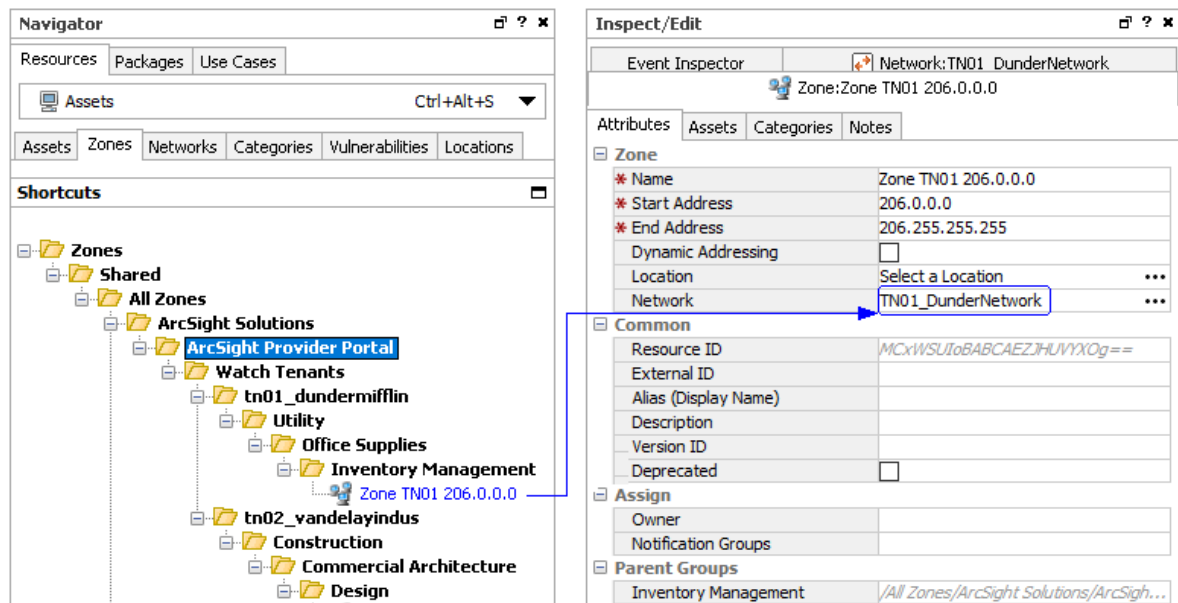 Navigator
Resources Packages Use Cases
Assets Ctrl+Alt+S
Assets Zones Networks Categories Vulnerabilities Locations
Shortcuts
Zones
Shared
All Zones
ArcSight Solutions
ArcSight Provider Portal
Watch Tenants
tn01_dundermifflin
Utility
Office Supplies
Inventory Management
Zone TN01 206.0.0.0
tn02_vandelayindus
Construction
Commercial Architecture
Design
Inspect/Edit
Event Inspector Network:TN01_DunderNetwork
Zone:Zone TN01 206.0.0.0
Attributes Assets Categories Notes
Zone
* Name Zone TN01 206.0.0.0
* Start Address 206.0.0.0
* End Address 206.255.255.255
Dynamic Addressing
Location Select a Location •••
Network TN01_DunderNetwork •••
Common
Resource ID MCxWSUIoBABCAEZJHUVYXOg==
External ID
Alias (Display Name)
Description
Version ID
Deprecated
Assign
Owner
Notification Groups
Parent Groups
Inventory Management /All Zones/ArcSight Solutions/ArcSigh...